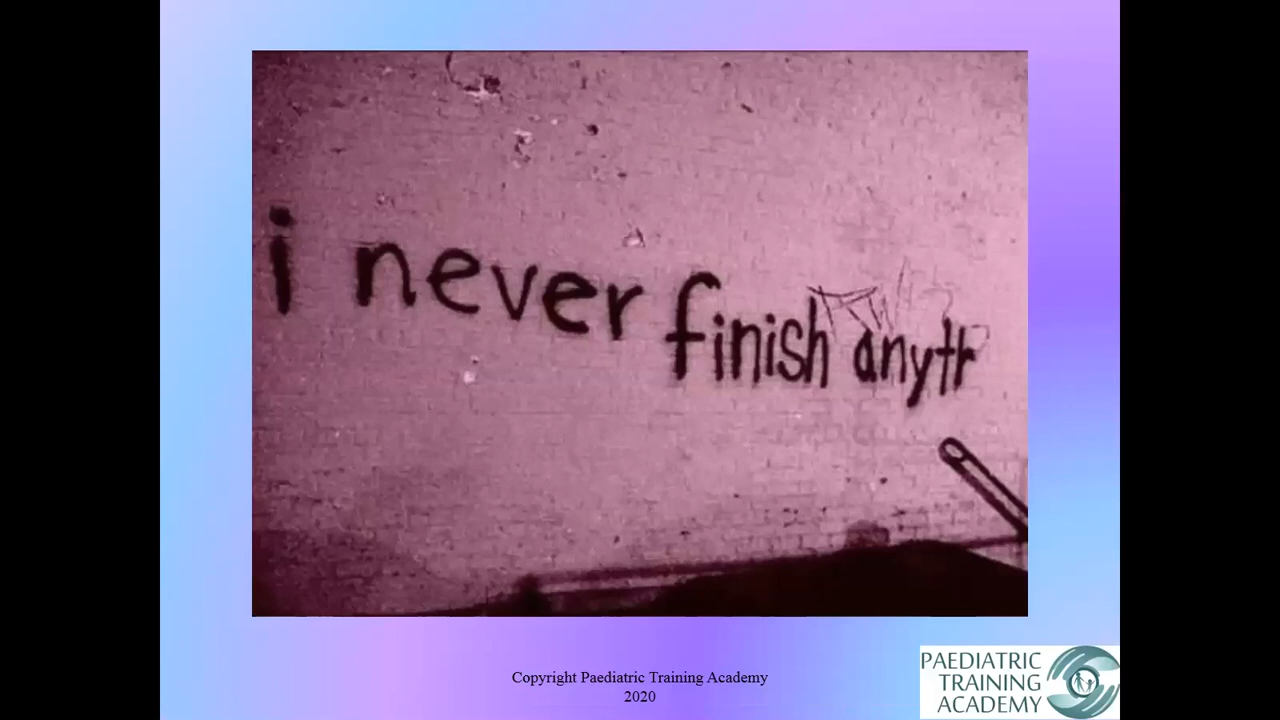 i never finish anyth
Copyright Paediatric Training Academy
2020
PAEDIATRIC
TRAINING
ACADEMY